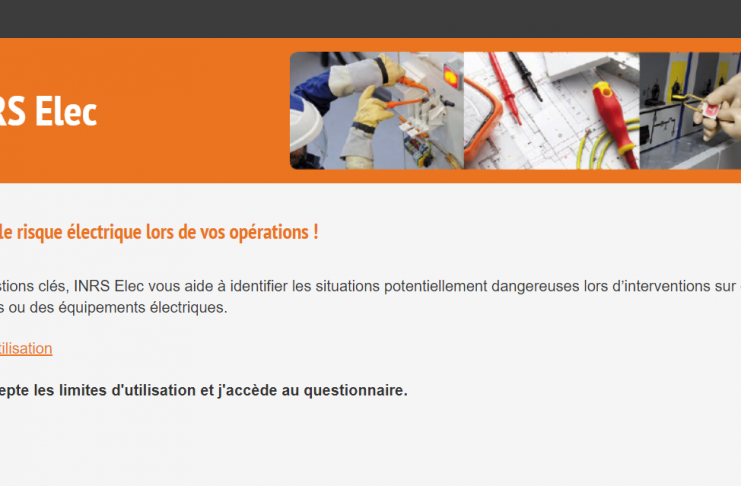 RS Elec
le risque électrique lors de vos opérations !
stions clés, INRS Elec vous aide à identifier les situations potentiellement dangereuses lors d’interventions sur
s ou des équipements électriques.
tilisation
epte les limites d'utilisation et j'accède au questionnaire.